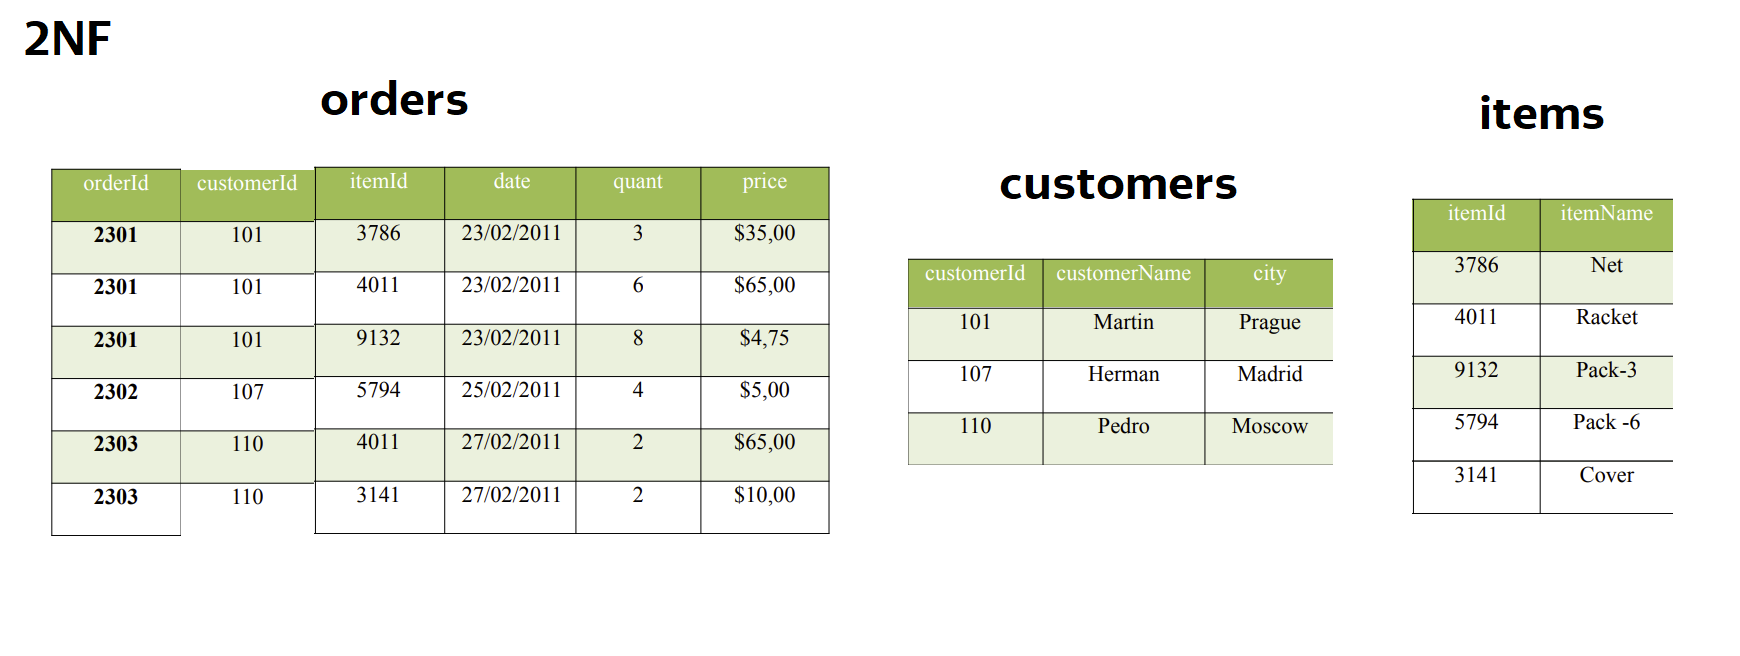 2NF
orders
orderId customerId itemId date quant price
2301 101 3786 23/02/2011 3 $35,00
2301 101 4011 23/02/2011 6 $65,00
2301 101 9132 23/02/2011 8 $4,75
2302 107 5794 25/02/2011 4 $5,00
2303 110 4011 27/02/2011 2 $65,00
2303 110 3141 27/02/2011 2 $10,00
customers
customerId customerName city
101 Martin Prague
107 Herman Madrid
110 Pedro Moscow
items
itemId itemName
3786 Net
4011 Racket
9132 Pack-3
5794 Pack -6
3141 Cover